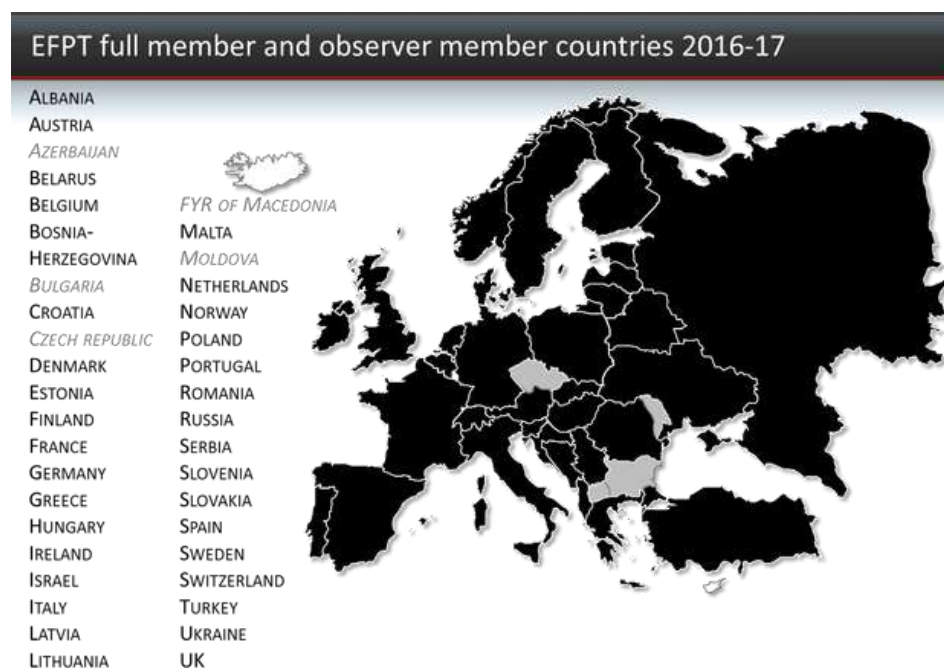 EFPT full member and observer member countries 2016-17
ALBANIA
AUSTRIA
AZERBAIJAN
BELARUS
BELGIUM
BOSNIA-
HERZEGOVINA
BULGARIA
CROATIA
CZECH REPUBLIC
DENMARK
ESTONIA
FINLAND
FRANCE
GERMANY
GREECE
HUNGARY
IRELAND
ISRAEL
ITALY
LATVIA
LITHUANIA
FYR OF MACEDONIA
MALTA
MOLDOVA
NETHERLANDS
NORWAY
POLAND
PORTUGAL
ROMANIA
RUSSIA
SERBIA
SLOVENIA
SLOVAKIA
SPAIN
SWEDEN
SWITZERLAND
TURKEY
UKRAINE
UK